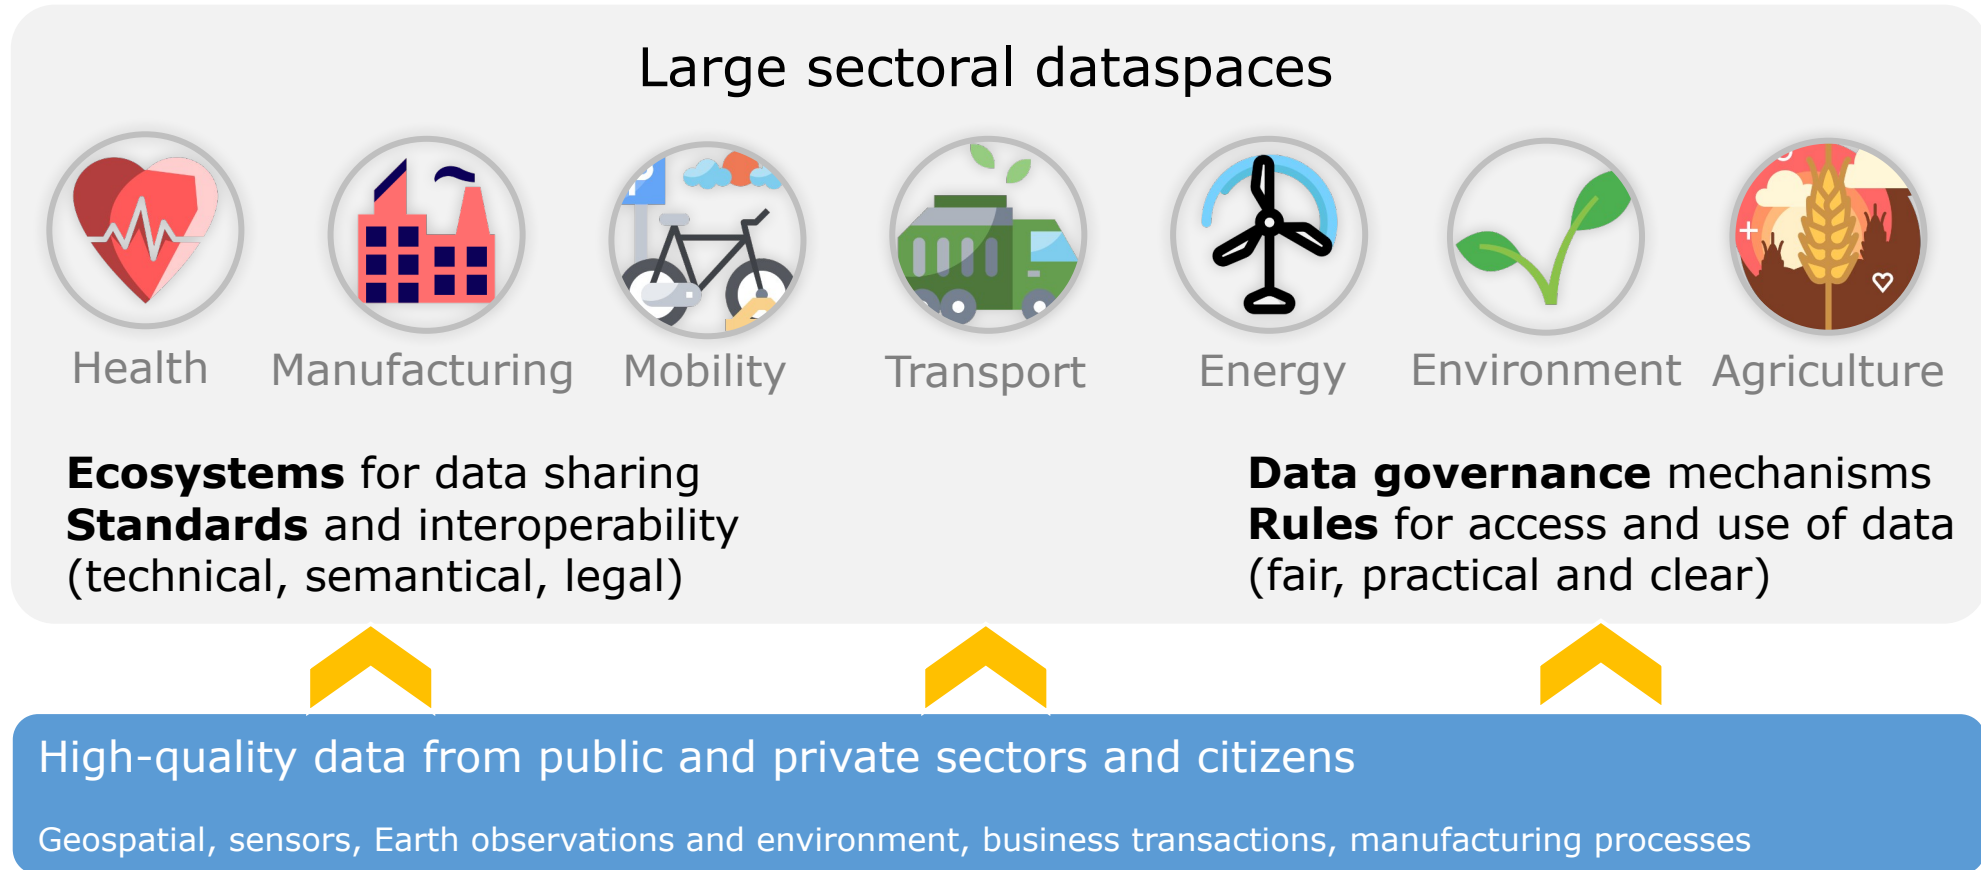 Large sectoral dataspaces
Health
Manufacturing
Mobility
Transport
Energy
Environment
Agriculture
Ecosystems for data sharing
Standards and interoperability
(technical, semantical, legal)
Data governance mechanisms
Rules for access and use of data
(fair, practical and clear)
High-quality data from public and private sectors and citizens
Geospatial, sensors, Earth observations and environment, business transactions, manufacturing processes